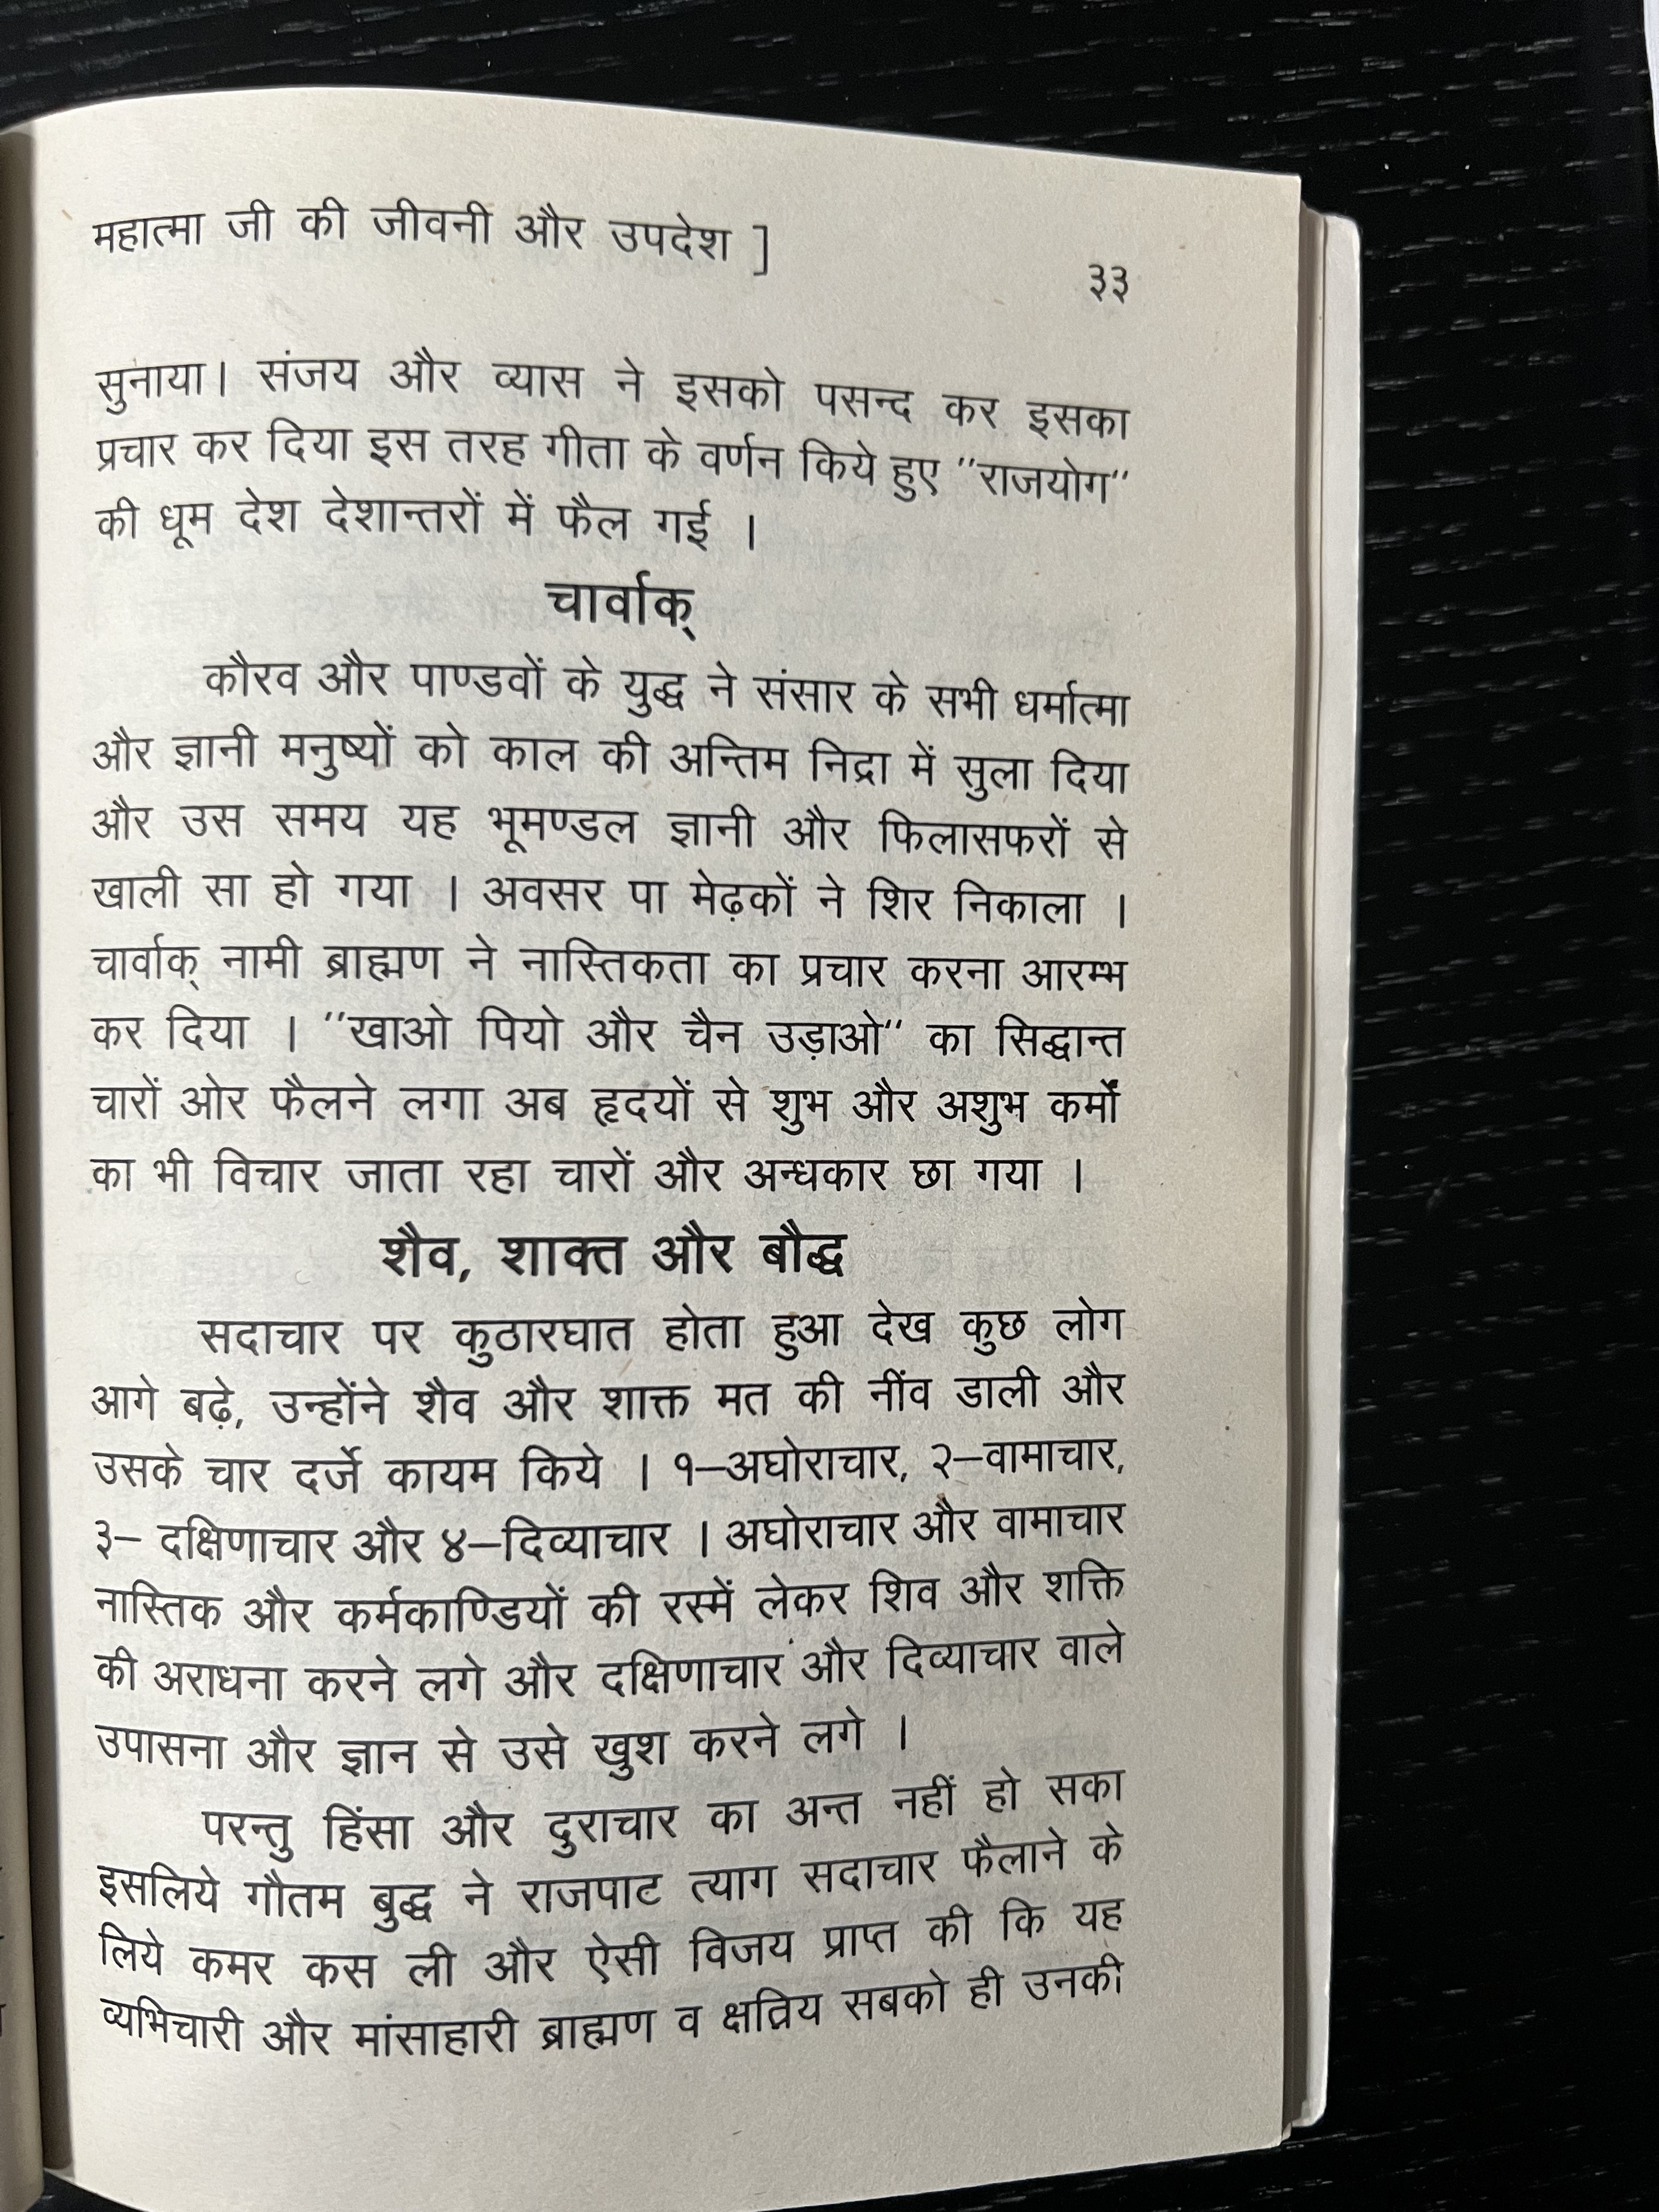 महात्मा जी की जीवनी और उपदेश ]
३३
सुनाया। संजय और व्यास ने इसको पसन्द कर इसका
प्रचार कर दिया इस तरह गीता के वर्णन किये हुए ''राजयोग''
की धूम देश देशान्तरों में फैल गई ।
चार्वाक्
कौरव और पाण्डवों के युद्ध ने संसार के सभी धर्मात्मा
और ज्ञानी मनुष्यों को काल की अन्तिम निद्रा में सुला दिया
और उस समय यह भूमण्डल ज्ञानी और फिलासफरों से
खाली सा हो गया । अवसर पा मेढ़कों ने शिर निकाला ।
चार्वाक् नामी ब्राह्मण ने नास्तिकता का प्रचार करना आरम्भ
कर दिया । ''खाओ पियो और चैन उड़ाओ'' का सिद्धान्त
चारों ओर फैलने लगा अब हृदयों से शुभ और अशुभ कर्मों
का भी विचार जाता रहा चारों और अन्धकार छा गया ।
शैव, शाक्त और बौद्ध
सदाचार पर कुठारघात होता हुआ देख कुछ लोग
आगे बढ़े, उन्होंने शैव और शाक्त मत की नींव डाली और
उसके चार दर्जे कायम किये । १–अघोराचार, २–वामाचार,
३– दक्षिणाचार और ४–दिव्याचार । अघोराचार और वामाचार
नास्तिक और कर्मकाण्डियों की रस्में लेकर शिव और शक्ति
की अराधना करने लगे और दक्षिणाचार और दिव्याचार वाले
उपासना और ज्ञान से उसे खुश करने लगे ।
परन्तु हिंसा और दुराचार का अन्त नहीं हो सका
इसलिये गौतम बुद्ध ने राजपाट त्याग सदाचार फैलाने के
लिये कमर कस ली और ऐसी विजय प्राप्त की कि यह
व्यभिचारी और मांसाहारी ब्राह्मण व क्षत्रिय सबको ही उनकी